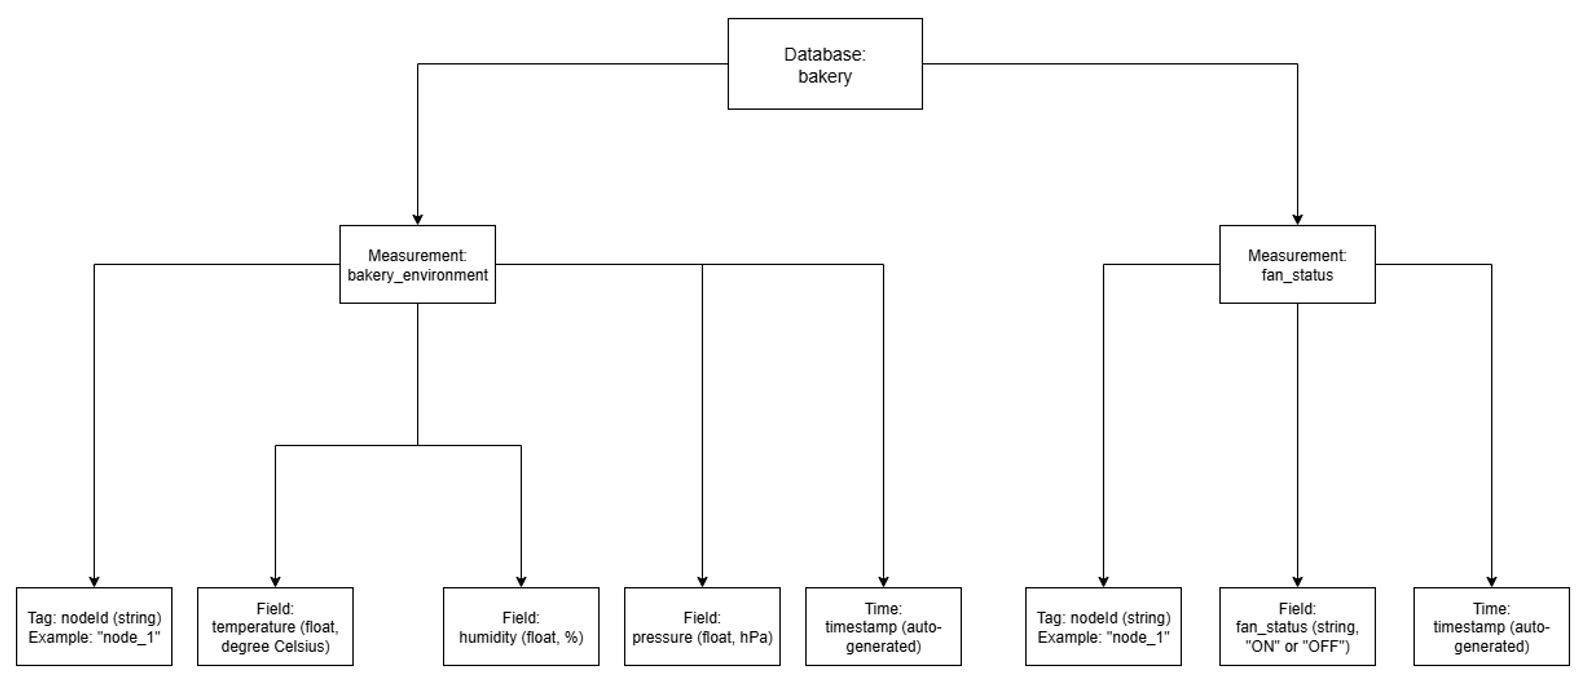 Database:
bakery
Measurement:
bakery_environment
Measurement:
fan_status
Tag: nodeId (string)
Example: "node_1"
Field:
temperature (float,
degree Celsius)
Field:
humidity (float, %)
Field:
pressure (float, hPa)
Time:
timestamp (auto-
generated)
Tag: nodeId (string)
Example: "node_1"
Field:
fan_status (string,
"ON" or "OFF")
Time:
timestamp (auto-
generated)